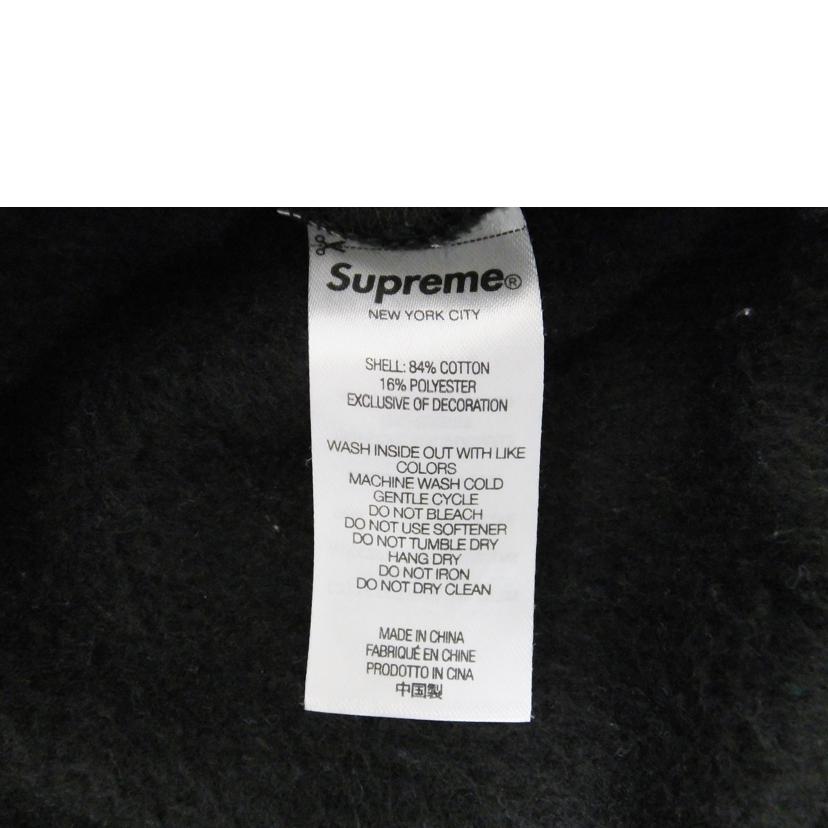 Supreme®
NEW YORK CITY
SHELL: 84% COTTON
16% POLYESTER
EXCLUSIVE OF DECORATION
WASH INSIDE OUT WITH LIKE
COLORS
MACHINE WASH COLD
GENTLE CYCLE
DO NOT BLEACH
DO NOT USE SOFTENER
DO NOT TUMBLE DRY
HANG DRY
DO NOT IRON
DO NOT DRY CLEAN
MADE IN CHINA
FABRIQUÉ EN CHINE
PRODOTTO IN CINA
中国製